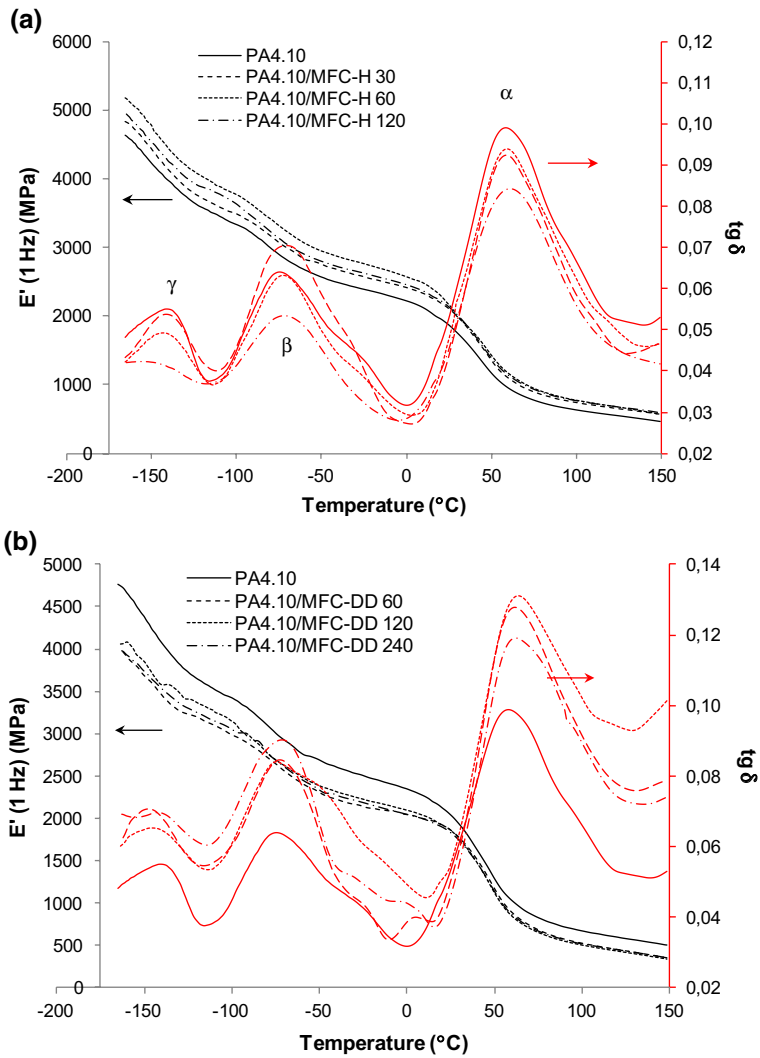 (a)
6000
5000
4000
3000
2000
1000
0
E' (1 Hz) (MPa)
PA4.10
PA4.10/MFC-H 30
PA4.10/MFC-H 60
PA4.10/MFC-H 120
α
γ
β
0,12
0,11
0,10
0,09
0,08
0,07
0,06
0,05
0,04
0,03
0,02
tg δ
-200
-150
-100
-50
0
50
100
150
Temperature (°C)
(b)
5000
4500
4000
3500
3000
2500
2000
1500
1000
500
0
E' (1 Hz) (MPa)
PA4.10
PA4.10/MFC-DD 60
PA4.10/MFC-DD 120
PA4.10/MFC-DD 240
0,14
0,12
0,10
0,08
0,06
0,04
0,02
tg δ
-200
-150
-100
-50
0
50
100
150
Temperature (°C)